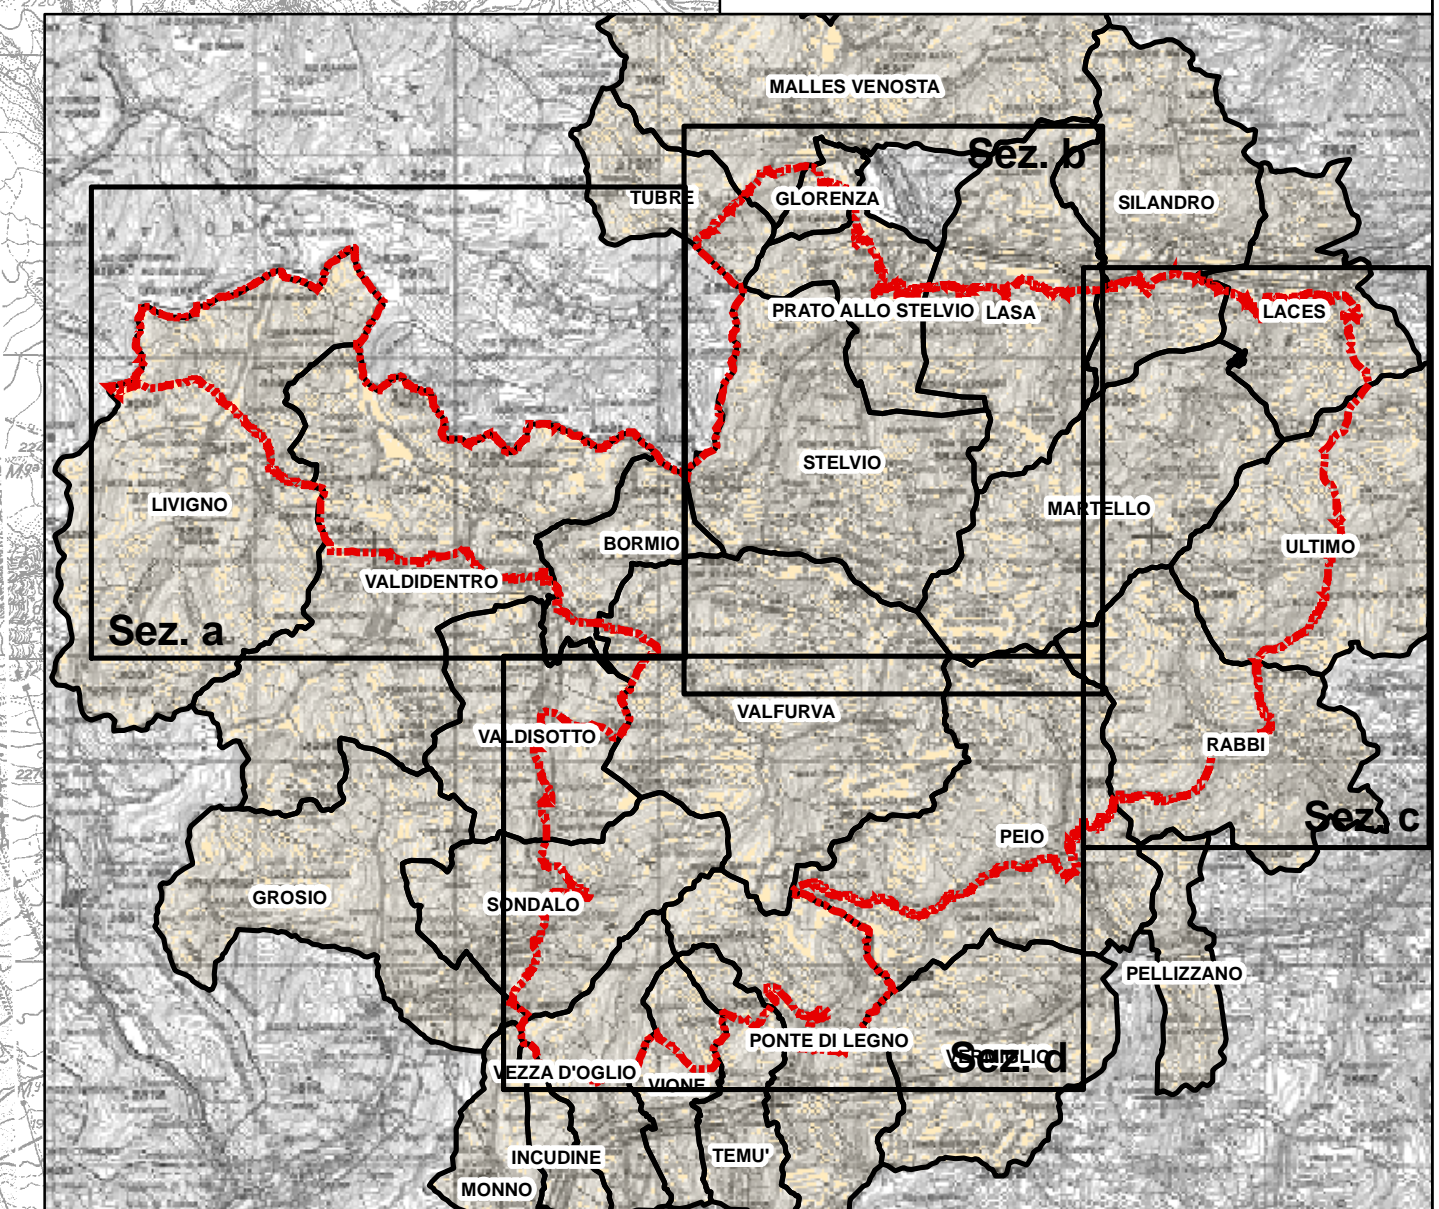 MALLES VENOSTA
Sez. b
TUBRE
GLORENZA
SILANDRO
PRATO ALLO STELVIO
LASA
LACES
STELVIO
LIVIGNO
MARTELLO
BORMIO
ULTIMO
VALDIDENTRO
Sez. a
VALFURVA
VALDISOTTO
RABBI
Sez. c
PEIO
GROSIO
SONDALO
PELLIZZANO
PONTE DI LEGNO
VERMIGLIO
Sez. d
VEZZA D'OGLIO
VIONE
INCUDINE
TEMU'
MONNO